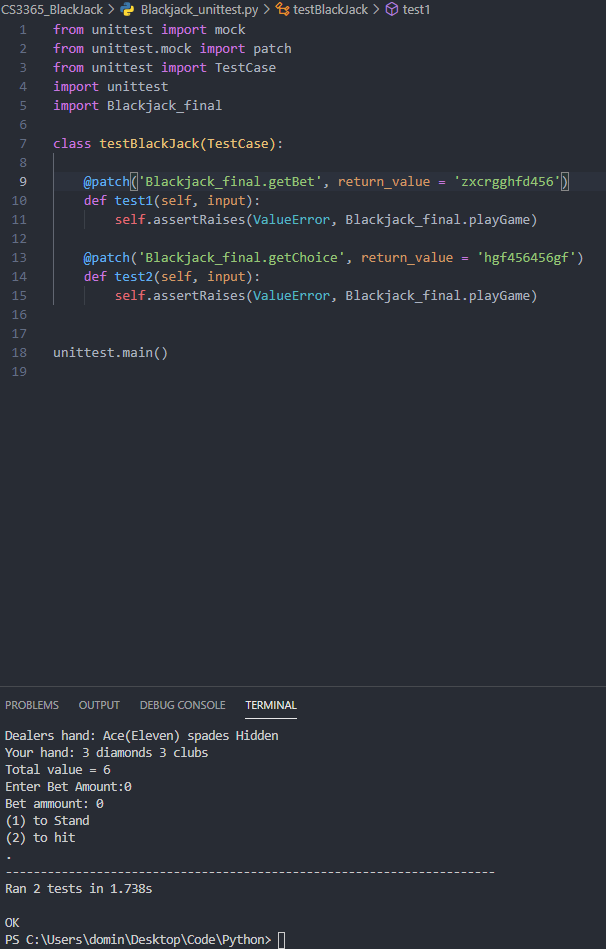 CS3365_BlackJack > Blackjack_unittest.py > testBlackJack > test1
1 from unittest import mock
2 from unittest.mock import patch
3 from unittest import TestCase
4 import unittest
5 import Blackjack_final
6
7 class testBlackJack(TestCase):
8
9 @patch('Blackjack_final.getBet', return_value = 'zxcrgghfd456')
10 def test1(self, input):
11 self.assertRaises(ValueError, Blackjack_final.playGame)
12
13 @patch('Blackjack_final.getChoice', return_value = 'hgf456456gf')
14 def test2(self, input):
15 self.assertRaises(ValueError, Blackjack_final.playGame)
16
17
18 unittest.main()
19
PROBLEMS OUTPUT DEBUG CONSOLE TERMINAL
Dealers hand: Ace(Eleven) spades Hidden
Your hand: 3 diamonds 3 clubs
Total value = 6
Enter Bet Amount:0
Bet ammount: 0
(1) to Stand
(2) to hit
.
----------------------------------------------------------------------
Ran 2 tests in 1.738s
OK
PS C:\Users\domin\Desktop\Code\Python>